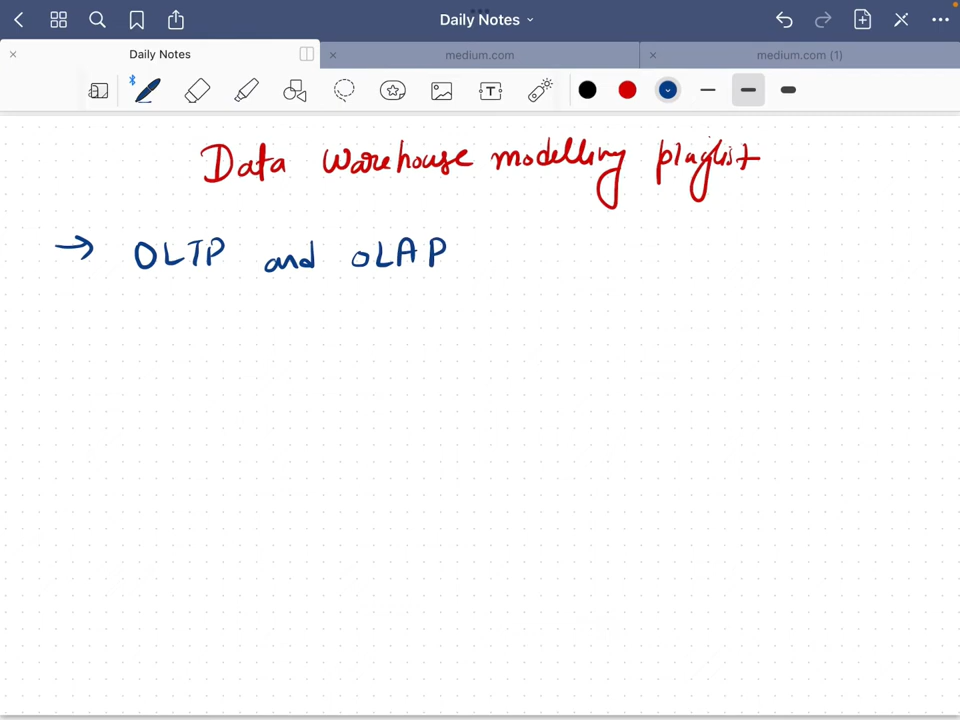 Daily Notes
Daily Notes
medium.com
medium.com (1)
T
Data warehouse modelling playlist
→ OLTP and OLAP